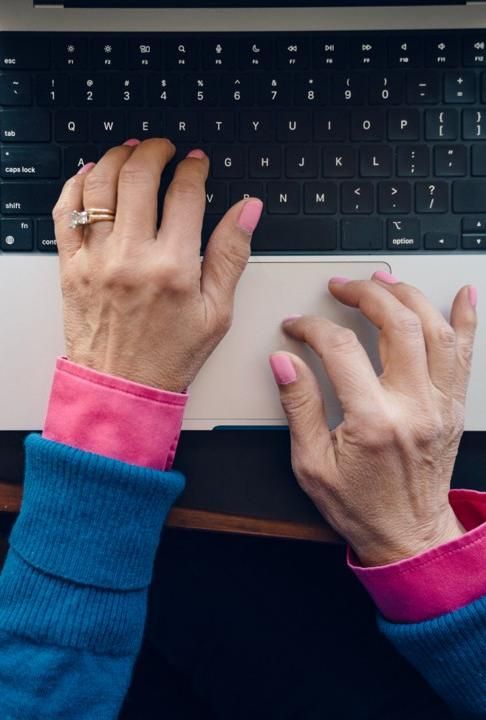 esc F1 F2 F3 F4 F5 F6 F7 F8 F9 F10 F11 F12
~ ! @ # $ % ^ & * ( ) _ +
` 1 2 3 4 5 6 7 8 9 0 - =
tab Q W E R T Y U I O P { [ } ]
caps lock A G H J K L : ; " '
shift V B N M < , > . ? /
fn cont option